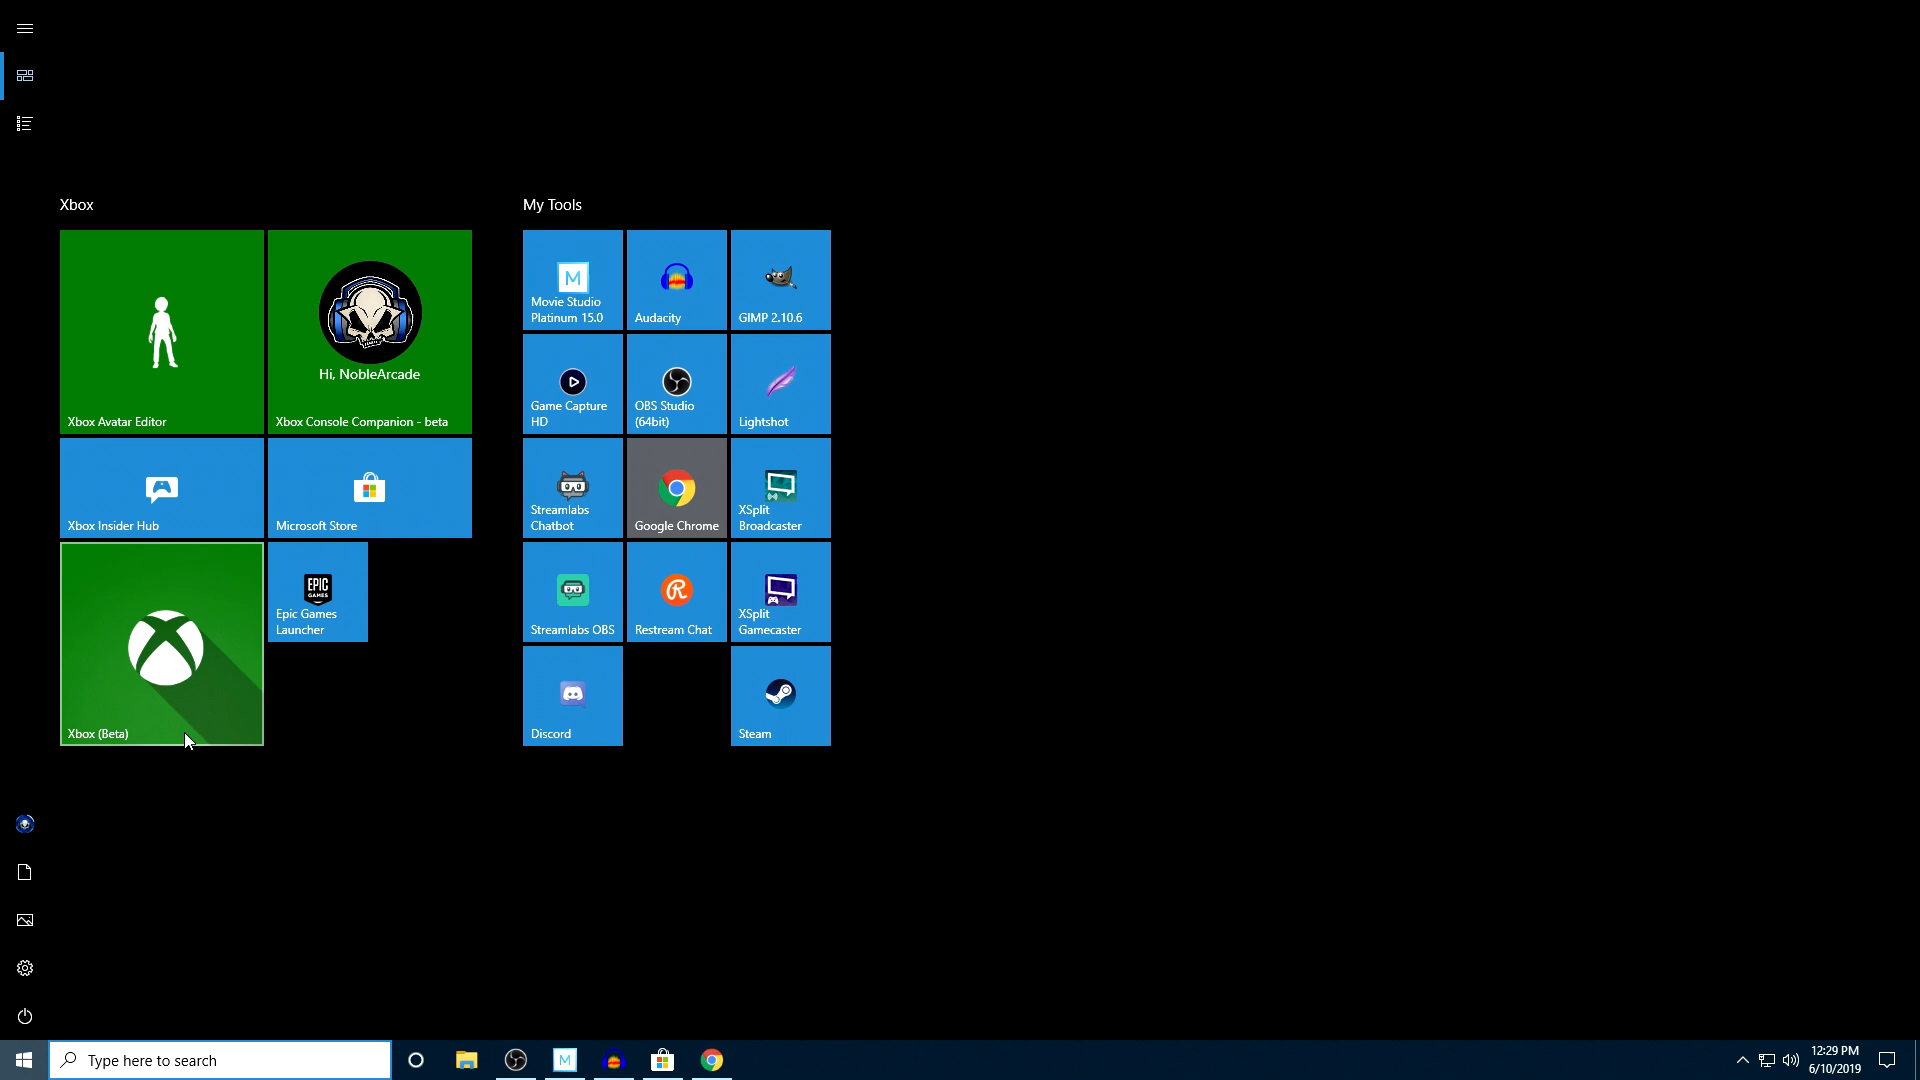 Xbox
My Tools
Hi, NobleArcade
Xbox Avatar Editor
Xbox Console Companion - beta
Xbox Insider Hub
Microsoft Store
Xbox (Beta)
EPIC
GAMES
Epic Games
Launcher
M
Movie Studio
Platinum 15.0
Audacity
GIMP 2.10.6
Game Capture
HD
OBS Studio
(64bit)
Lightshot
Streamlabs
Chatbot
Google Chrome
XSplit
Broadcaster
Streamlabs OBS
R
Restream Chat
XSplit
Gamecaster
Discord
Steam
Type here to search
M
12:29 PM
6/10/2019